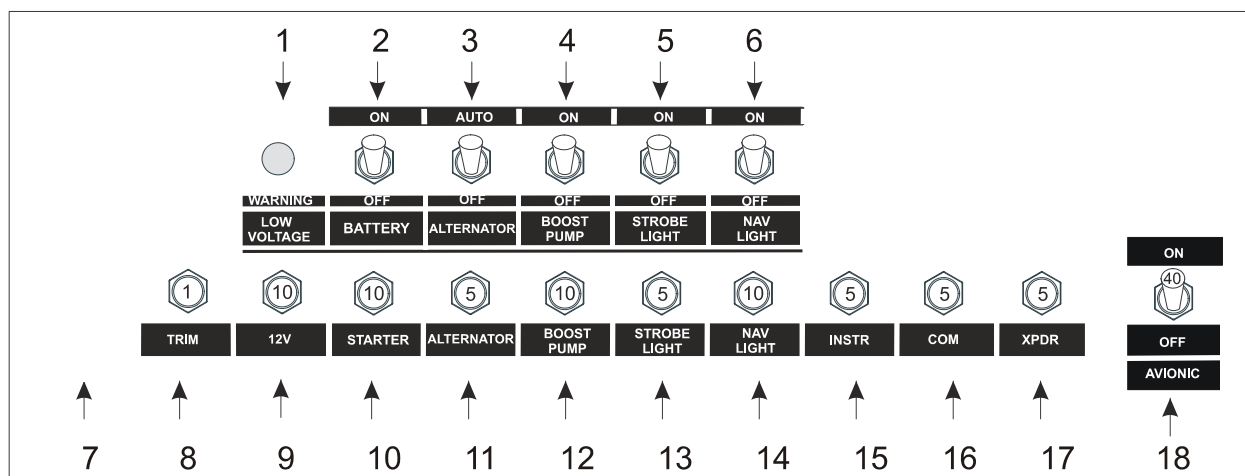 1 2 3 4 5 6
ON AUTO ON ON ON
WARNING OFF OFF OFF OFF OFF
LOW VOLTAGE
BATTERY
ALTERNATOR
BOOST PUMP
STROBE LIGHT
NAV LIGHT
ON
1 10 10 5 10 5 10 5 5 5 40
TRIM
12V
STARTER
ALTERNATOR
BOOST PUMP
STROBE LIGHT
NAV LIGHT
INSTR
COM
XPDR
OFF
AVIONIC
7 8 9 10 11 12 13 14 15 16 17 18